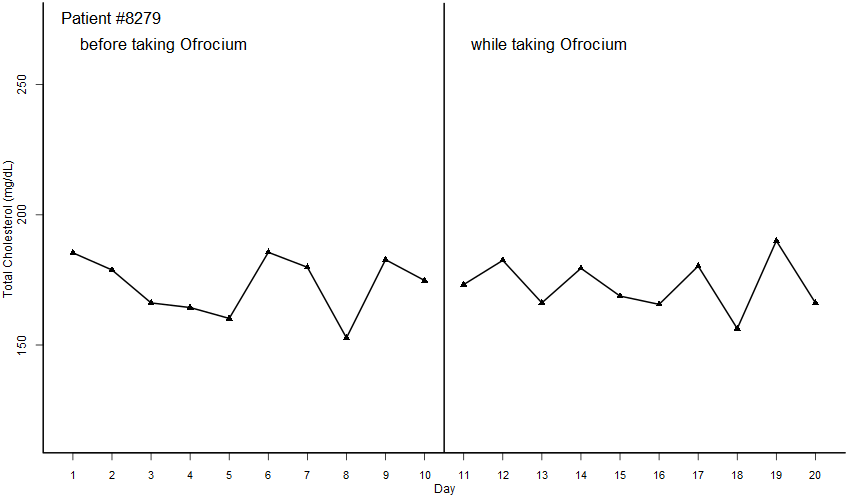 Patient #8279
before taking Ofrocium
while taking Ofrocium
Total Cholesterol (mg/dL)
250
200
150
1 2 3 4 5 6 7 8 9 10 11 12 13 14 15 16 17 18 19 20
Day